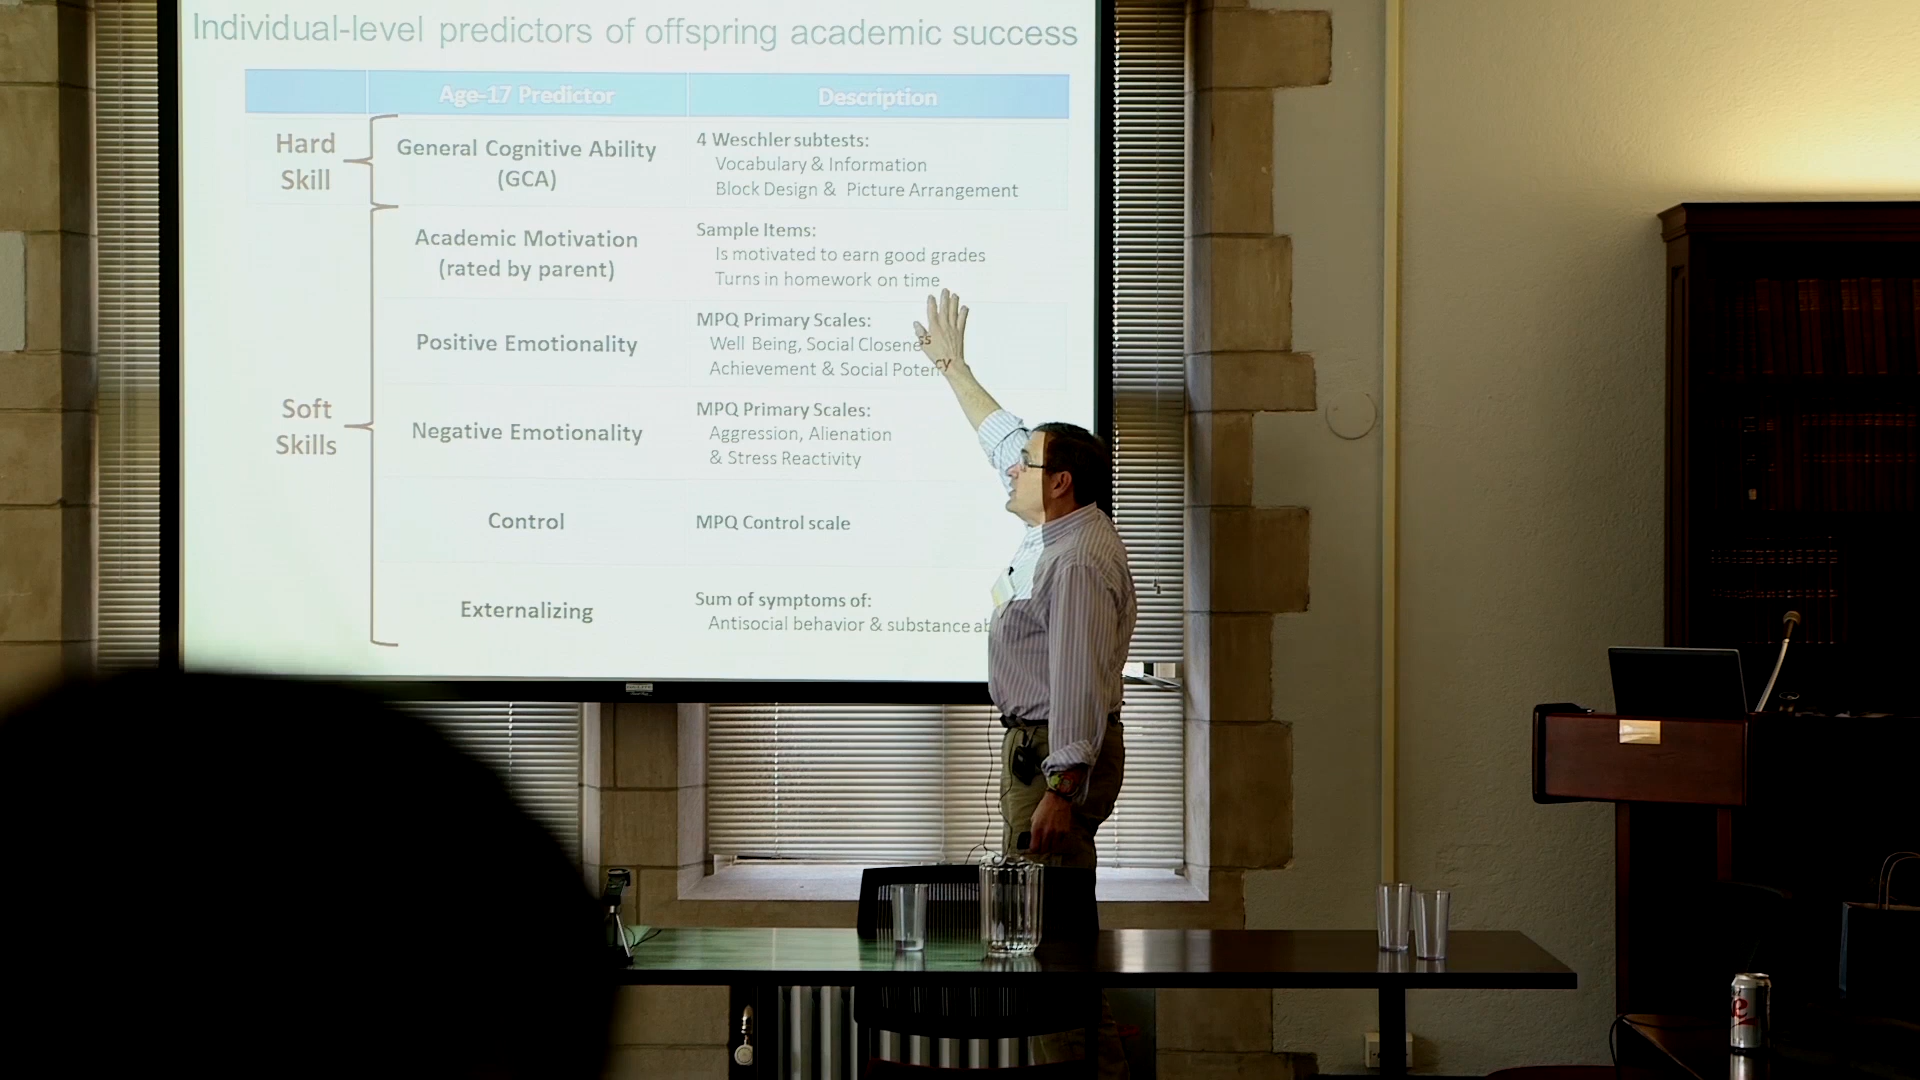 Individual-level predictors of offspring academic success
Age-17 Predictor
Description
Hard
Skill
General Cognitive Ability
(GCA)
4 Weschler subtests:
Vocabulary & Information
Block Design & Picture Arrangement
Academic Motivation
(rated by parent)
Sample Items:
Is motivated to earn good grades
Turns in homework on time
Positive Emotionality
MPQ Primary Scales:
Well Being, Social Closeness
Achievement & Social Potency
Soft
Skills
Negative Emotionality
MPQ Primary Scales:
Aggression, Alienation
& Stress Reactivity
Control
MPQ Control scale
Externalizing
Sum of symptoms of:
Antisocial behavior & substance ab